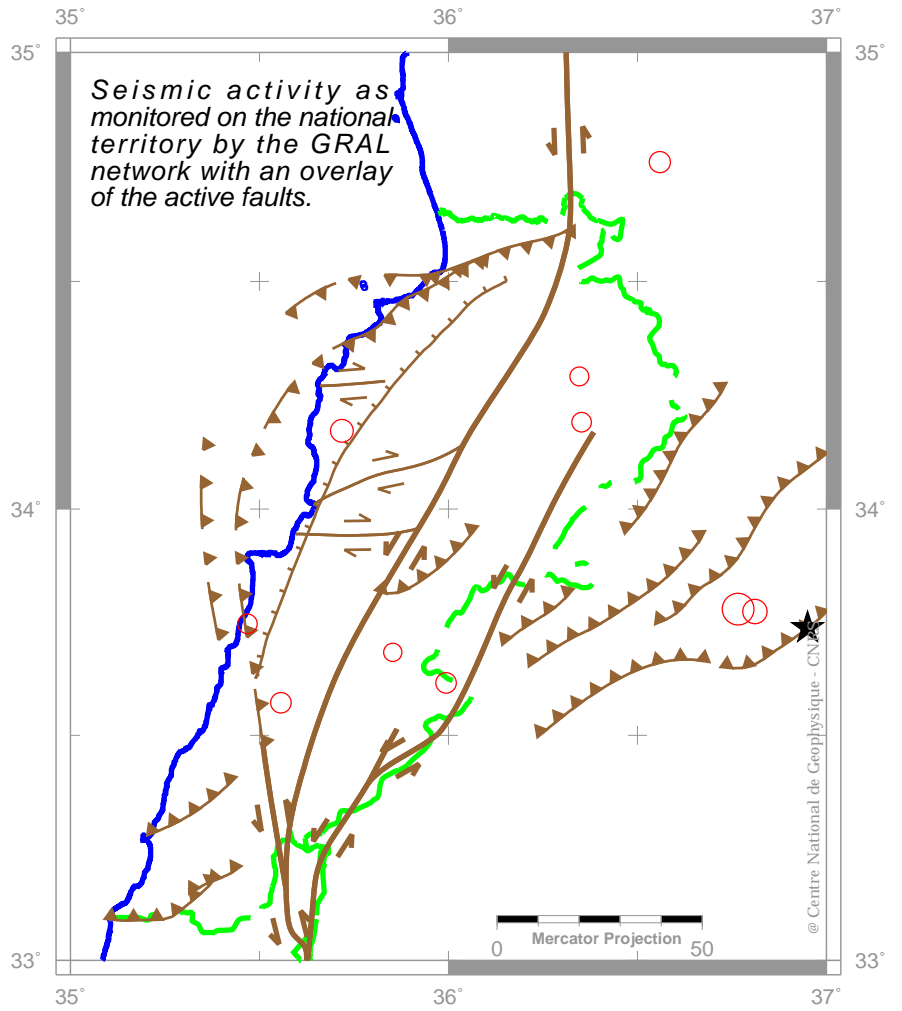 35° 36° 37°
35° 35°
Seismic activity as
monitored on the national
territory by the GRAL
network with an overlay
of the active faults.
34° 34°
@ Centre National de Geophysique - CNRS
Mercator Projection
0 50
33° 33°
35° 36° 37°